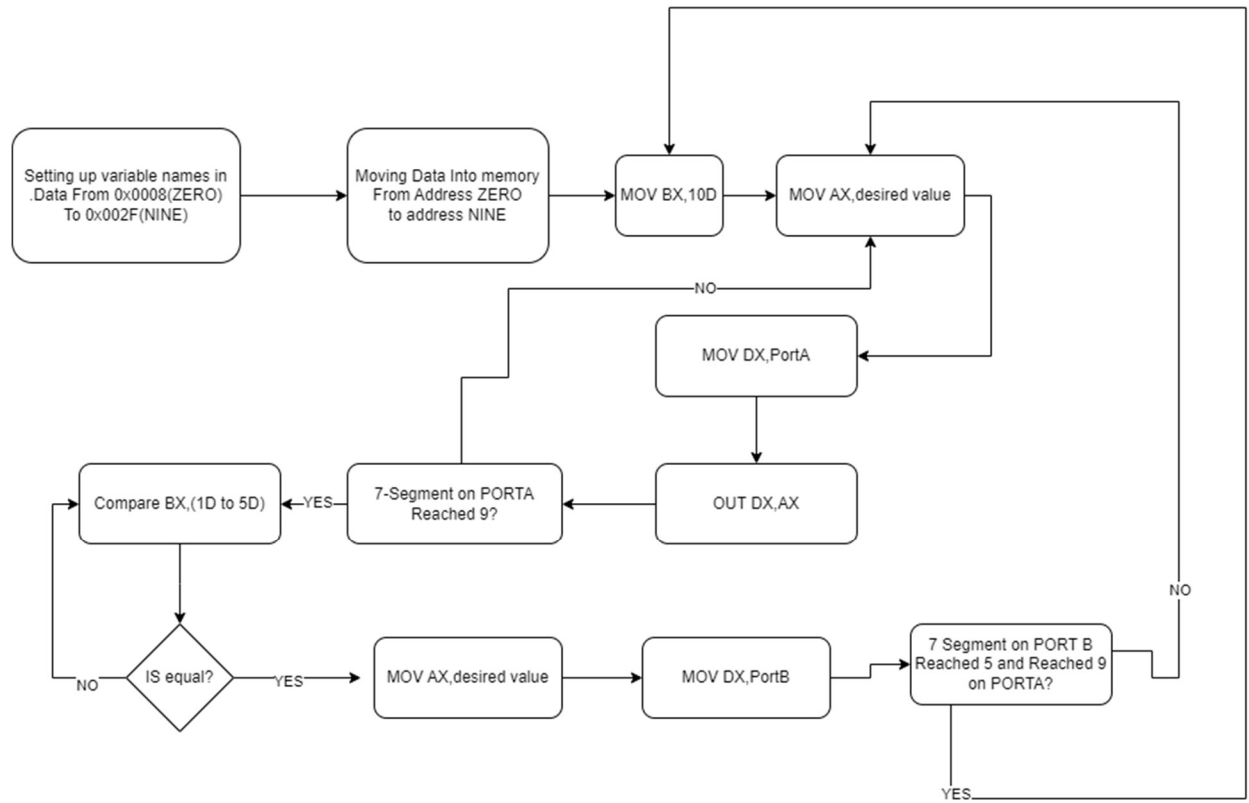 Setting up variable names in
.Data From 0x0008(ZERO)
To 0x002F(NINE)
Moving Data Into memory
From Address ZERO
to address NINE
MOV BX,10D
MOV AX,desired value
NO
MOV DX,PortA
Compare BX,(1D to 5D)
YES
7-Segment on PORTA
Reached 9?
OUT DX,AX
NO
IS equal?
NO
YES
MOV AX,desired value
MOV DX,PortB
7 Segment on PORT B
Reached 5 and Reached 9
on PORTA?
YES